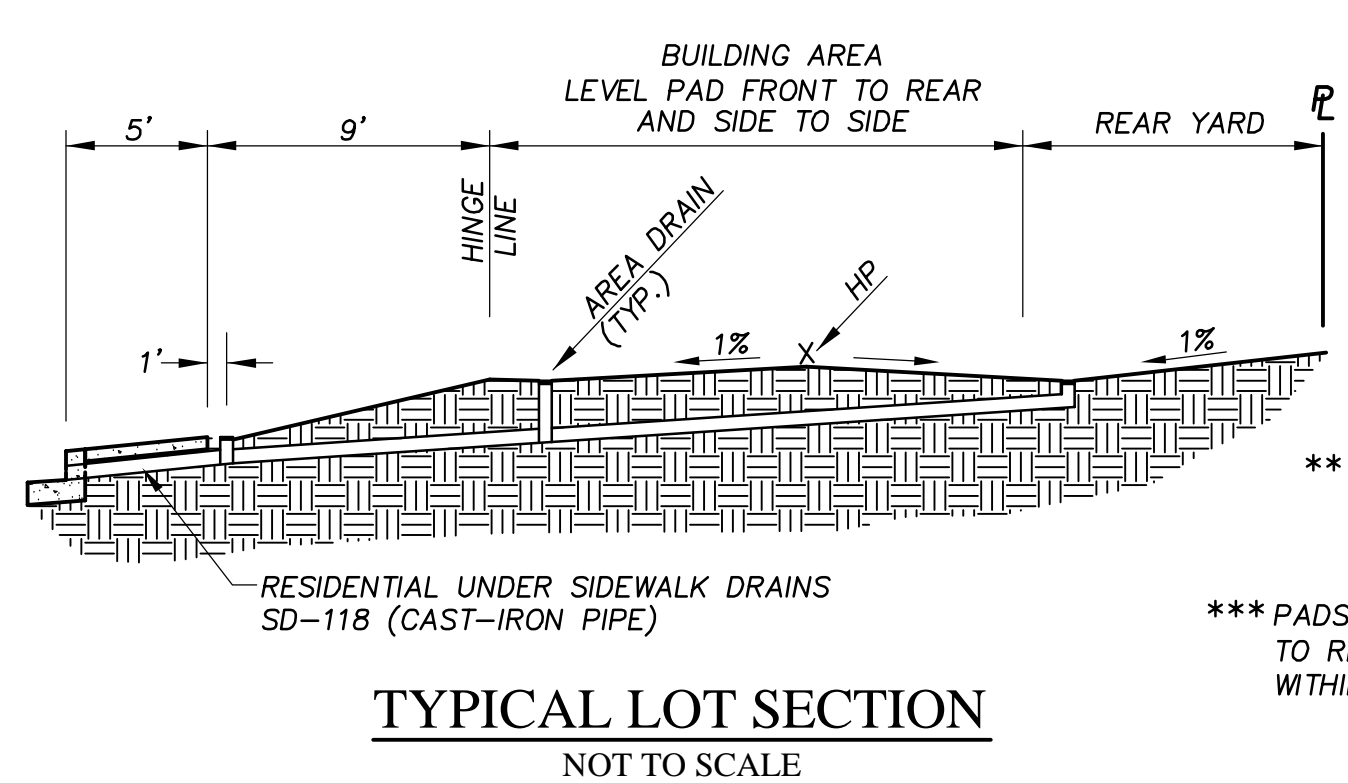 BUILDING AREA
LEVEL PAD FRONT TO REAR
AND SIDE TO SIDE
5'
9'
REAR YARD
PL
HINGE
LINE
AREA DRAIN
(TYP.)
HP
1'
1%
X
1%
**
RESIDENTIAL UNDER SIDEWALK DRAINS
SD-118 (CAST-IRON PIPE)
*** PADS
TO
WITHI
TYPICAL LOT SECTION
NOT TO SCALE